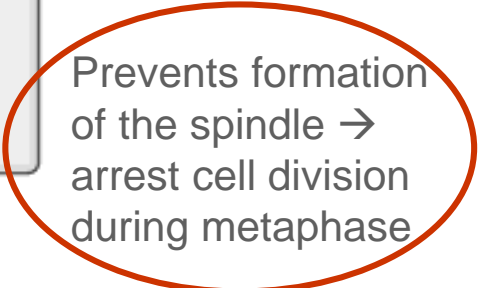 Prevents formation
of the spindle →
arrest cell division
during metaphase